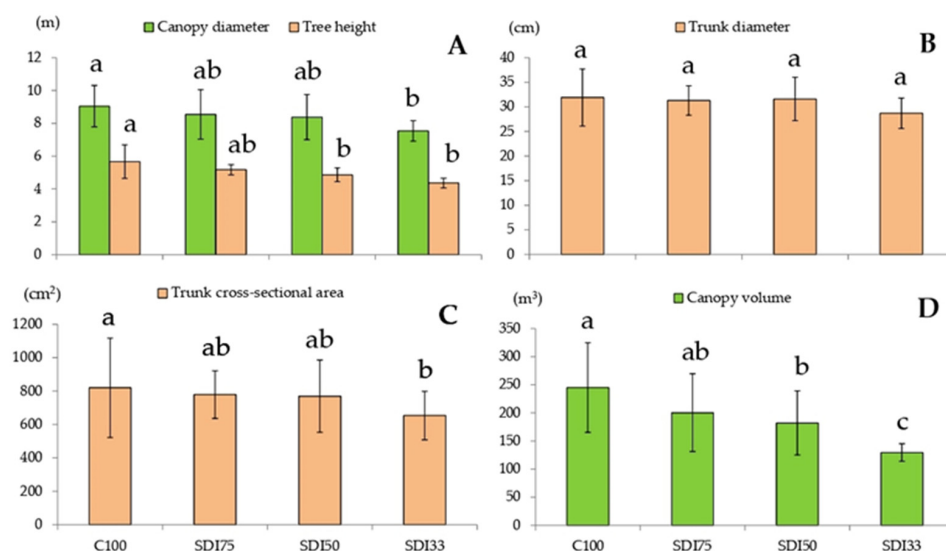 (m)
Canopy diameter Tree height
A
12
10
8
6
4
2
0
a ab ab b
a ab b b
(cm)
Trunk diameter
B
40
35
30
25
20
15
10
5
0
a a a a
(cm²)
Trunk cross-sectional area
C
1200
1000
800
600
400
200
0
a ab ab b
C100 SDI75 SDI50 SDI33
(m³)
Canopy volume
D
350
300
250
200
150
100
50
0
a ab b c
C100 SDI75 SDI50 SDI33